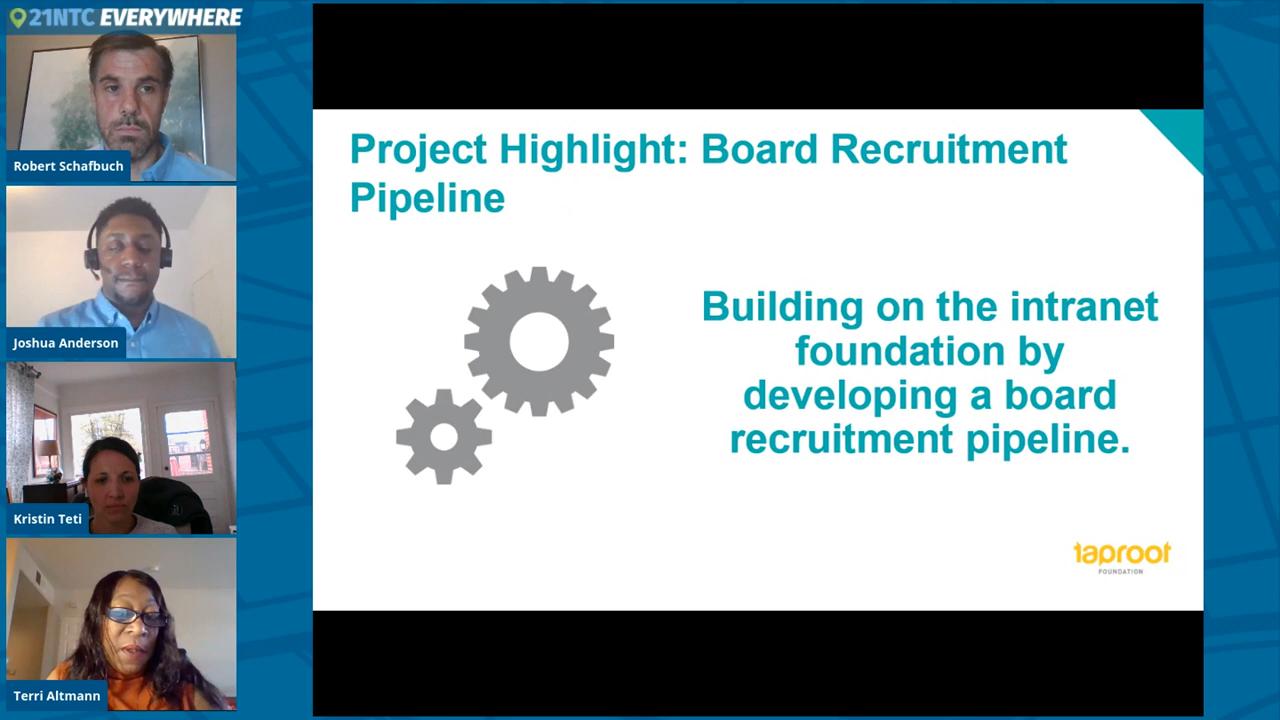 21NTC EVERYWHERE
Robert Schafbuch
Joshua Anderson
Kristin Teti
Terri Altmann
Project Highlight: Board Recruitment
Pipeline
Building on the intranet
foundation by
developing a board
recruitment pipeline.
taproot
FOUNDATION